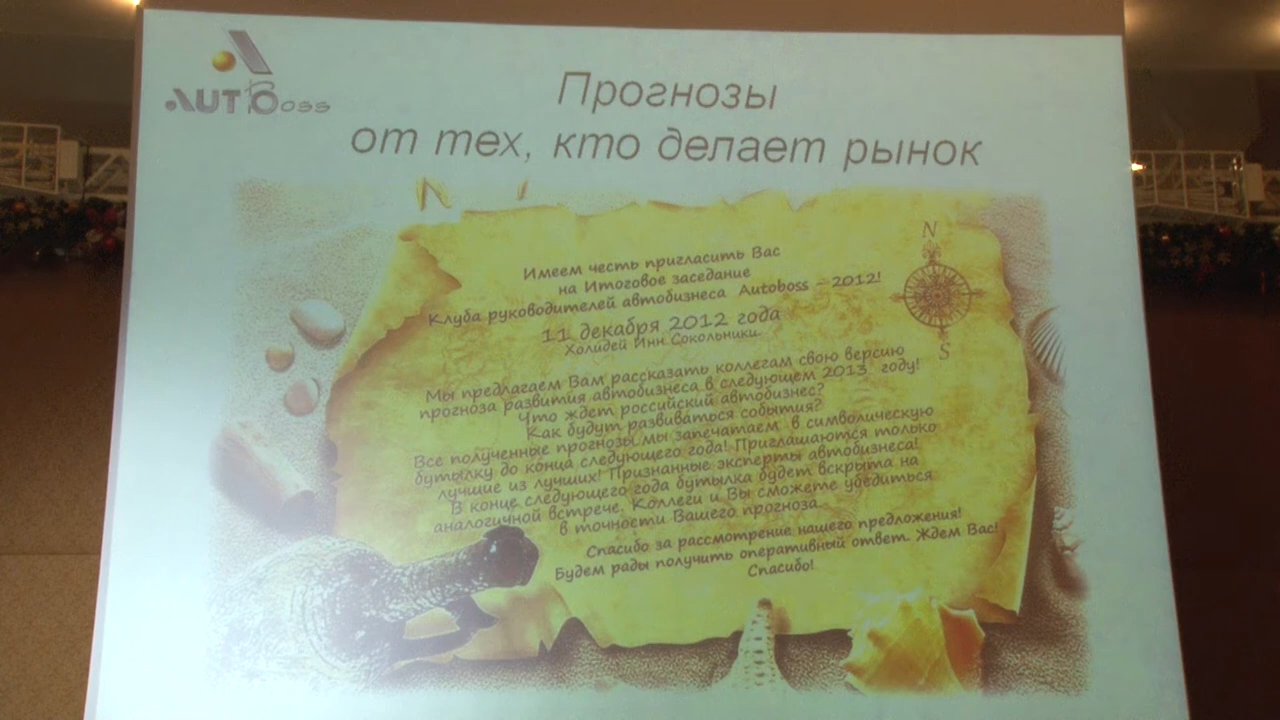 AUTOBOSS
Прогнозы
от тех, кто делает рынок
N
Имеем честь пригласить Вас
на Итоговое заседание
Клуба руководителей автобизнеса Autoboss - 2012!
11 декабря 2012 года
Холидей Инн Сокольники.
S
Мы предлагаем Вам рассказать коллегам свою версию
прогноза развития автобизнеса в следующем 2013 году!
Что ждет российский автобизнес?
Как будут развиваться события?
Все полученные прогнозы мы запечатаем в символическую
бутылку до конца следующего года! Приглашаются только
лучшие из лучших! Признанные эксперты автобизнеса!
В конце следующего года бутылка будет вскрыта на
аналогичной встрече. Коллеги и Вы сможете убедиться
в точности Вашего прогноза.
Спасибо за рассмотрение нашего предложения!
Будем рады получить оперативный ответ. Ждем Вас!
Спасибо!